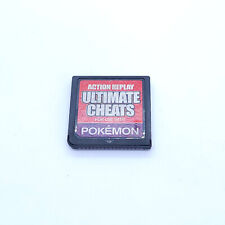 ACTION REPLAY
ULTIMATE
CHEATS
POKÉMON